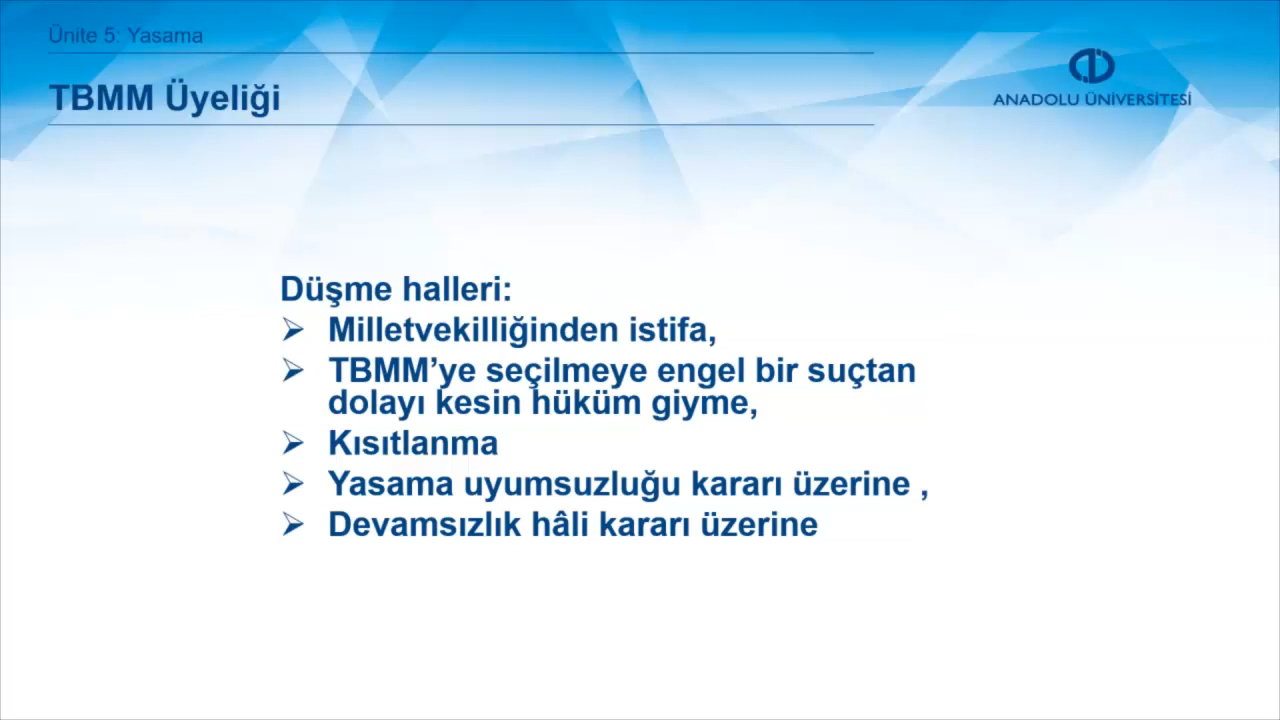 Ünite 5: Yasama
TBMM Üyeliği
ANADOLU ÜNİVERSİTESİ
Düşme halleri:
➢ Milletvekilliğinden istifa,
➢ TBMM’ye seçilmeye engel bir suçtan
dolayı kesin hüküm giyme,
➢ Kısıtlanma
➢ Yasama uyumsuzluğu kararı üzerine ,
➢ Devamsızlık hâli kararı üzerine